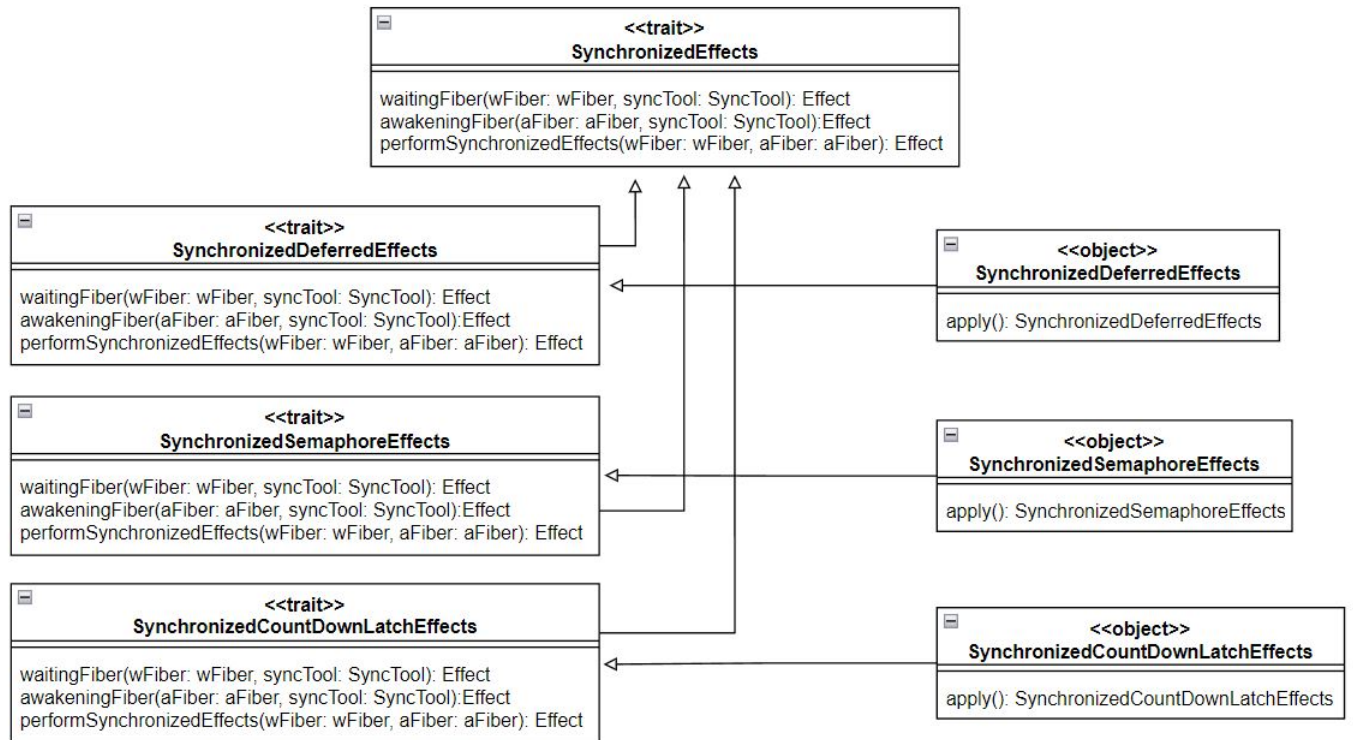 <<trait>>
SynchronizedEffects
waitingFiber(wFiber: wFiber, syncTool: SyncTool): Effect
awakeningFiber(aFiber: aFiber, syncTool: SyncTool):Effect
performSynchronizedEffects(wFiber: wFiber, aFiber: aFiber): Effect
<<trait>>
SynchronizedDeferredEffects
waitingFiber(wFiber: wFiber, syncTool: SyncTool): Effect
awakeningFiber(aFiber: aFiber, syncTool: SyncTool):Effect
performSynchronizedEffects(wFiber: wFiber, aFiber: aFiber): Effect
<<object>>
SynchronizedDeferredEffects
apply(): SynchronizedDeferredEffects
<<trait>>
SynchronizedSemaphoreEffects
waitingFiber(wFiber: wFiber, syncTool: SyncTool): Effect
awakeningFiber(aFiber: aFiber, syncTool: SyncTool):Effect
performSynchronizedEffects(wFiber: wFiber, aFiber: aFiber): Effect
<<object>>
SynchronizedSemaphoreEffects
apply(): SynchronizedSemaphoreEffects
<<trait>>
SynchronizedCountDownLatchEffects
waitingFiber(wFiber: wFiber, syncTool: SyncTool): Effect
awakeningFiber(aFiber: aFiber, syncTool: SyncTool):Effect
performSynchronizedEffects(wFiber: wFiber, aFiber: aFiber): Effect
<<object>>
SynchronizedCountDownLatchEffects
apply(): SynchronizedCountDownLatchEffects